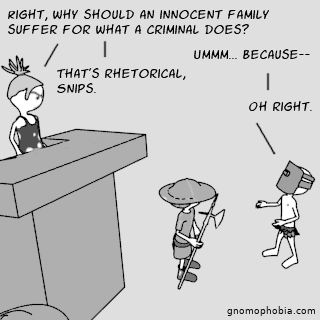 RIGHT, WHY SHOULD AN INNOCENT FAMILY
SUFFER FOR WHAT A CRIMINAL DOES?
UMMM... BECAUSE--
THAT'S RHETORICAL,
SNIPS.
OH RIGHT.
gnomophobia.com